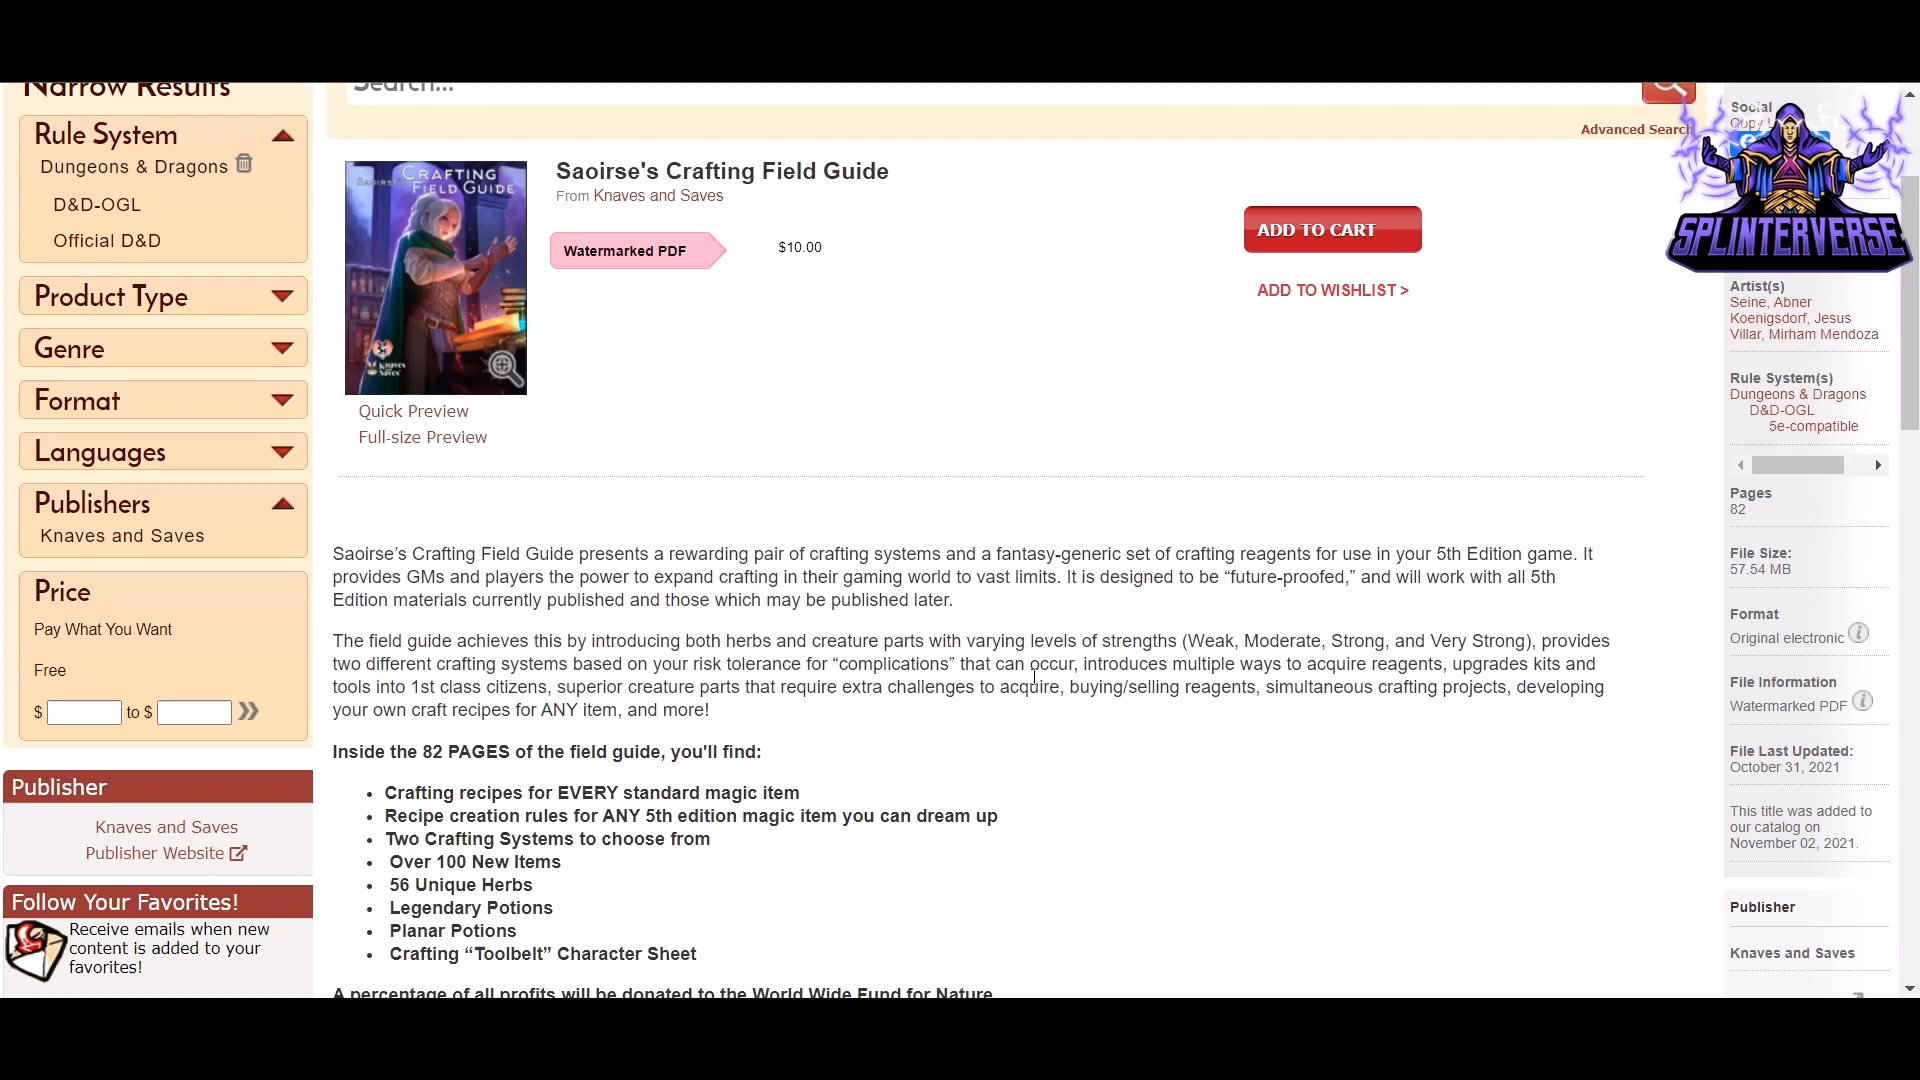 Narrow Results
Rule System
Dungeons & Dragons
D&D-OGL
Official D&D
Product Type
Genre
Format
Languages
Publishers
Knaves and Saves
Price
Pay What You Want
Free
$ to $
Publisher
Knaves and Saves
Publisher Website
Follow Your Favorites!
Receive emails when new
content is added to your
favorites!
Search...
Advanced Search
CRAFTING
FIELD GUIDE
KNAVES
SAVES
Quick Preview
Full-size Preview
Saoirse's Crafting Field Guide
From Knaves and Saves
Watermarked PDF
$10.00
ADD TO CART
ADD TO WISHLIST >
Saoirse’s Crafting Field Guide presents a rewarding pair of crafting systems and a fantasy-generic set of crafting reagents for use in your 5th Edition game. It
provides GMs and players the power to expand crafting in their gaming world to vast limits. It is designed to be “future-proofed,” and will work with all 5th
Edition materials currently published and those which may be published later.
The field guide achieves this by introducing both herbs and creature parts with varying levels of strengths (Weak, Moderate, Strong, and Very Strong), provides
two different crafting systems based on your risk tolerance for “complications” that can occur, introduces multiple ways to acquire reagents, upgrades kits and
tools into 1st class citizens, superior creature parts that require extra challenges to acquire, buying/selling reagents, simultaneous crafting projects, developing
your own craft recipes for ANY item, and more!
Inside the 82 PAGES of the field guide, you'll find:
• Crafting recipes for EVERY standard magic item
• Recipe creation rules for ANY 5th edition magic item you can dream up
• Two Crafting Systems to choose from
• Over 100 New Items
• 56 Unique Herbs
• Legendary Potions
• Planar Potions
• Crafting “Toolbelt” Character Sheet
A percentage of all profits will be donated to the World Wide Fund for Nature
Social
Copy
SPLINTERVERSE
Artist(s)
Seine, Abner
Koenigsdorf, Jesus
Villar, Mirham Mendoza
Rule System(s)
Dungeons & Dragons
D&D-OGL
5e-compatible
Pages
82
File Size:
57.54 MB
Format
Original electronic
File Information
Watermarked PDF
File Last Updated:
October 31, 2021
This title was added to
our catalog on
November 02, 2021.
Publisher
Knaves and Saves